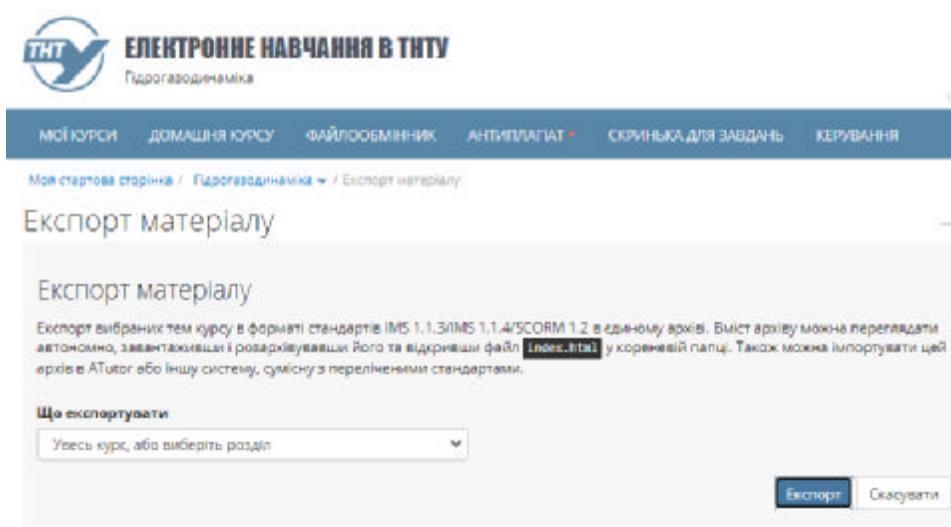 ТНТ
ЕЛЕКТРОННЕ НАВЧАННЯ В ТНТУ
Гідрогазодинаміка
МОЇ КУРСИ ДОМАШНЯ КУРСУ ФАЙЛООБМІННИК АНТИПЛАГІАТ * СКРИНЬКА ДЛЯ ЗАВДАНЬ КЕРУВАННЯ
Моя стартова сторінка / Гідрогазодинаміка / Експорт матеріалу
Експорт матеріалу
Експорт матеріалу
Експорт вибраних тем курсу в форматі стандартів IMS 1.1.3/IMS 1.1.4/SCORM 1.2 в єдиному архіві. Вміст архіву можна переглядати
автономно, завантаживши і розархівувавши його та відкривши файл index.html у кореневій папці. Також можна імпортувати цей
архів в ATutor або іншу систему, сумісну з переліченими стандартами.
Що експортувати
Увесь курс, або виберіть розділ
Експорт Скасувати